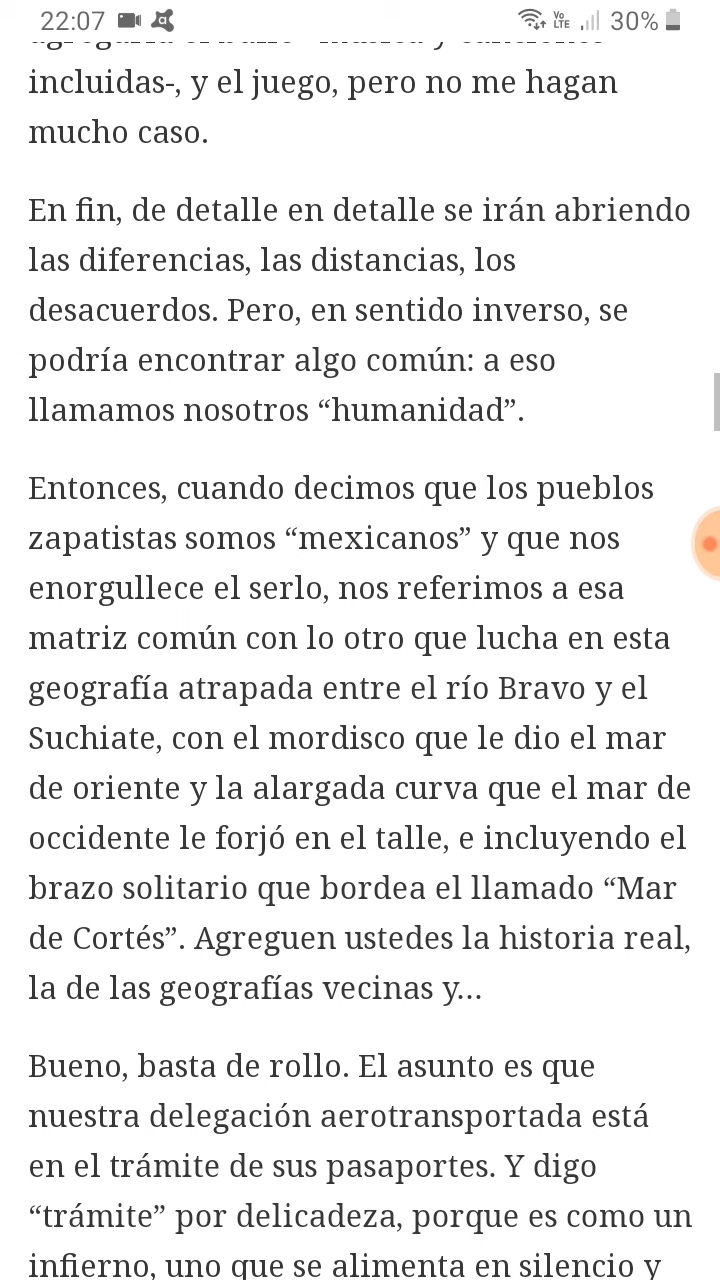 22:07 Vo LTE 30%
incluidas-, y el juego, pero no me hagan
mucho caso.
En fin, de detalle en detalle se irán abriendo
las diferencias, las distancias, los
desacuerdos. Pero, en sentido inverso, se
podría encontrar algo común: a eso
llamamos nosotros “humanidad”.
Entonces, cuando decimos que los pueblos
zapatistas somos “mexicanos” y que nos
enorgullece el serlo, nos referimos a esa
matriz común con lo otro que lucha en esta
geografía atrapada entre el río Bravo y el
Suchiate, con el mordisco que le dio el mar
de oriente y la alargada curva que el mar de
occidente le forjó en el talle, e incluyendo el
brazo solitario que bordea el llamado “Mar
de Cortés”. Agreguen ustedes la historia real,
la de las geografías vecinas y...
Bueno, basta de rollo. El asunto es que
nuestra delegación aerotransportada está
en el trámite de sus pasaportes. Y digo
“trámite” por delicadeza, porque es como un
infierno, uno que se alimenta en silencio y